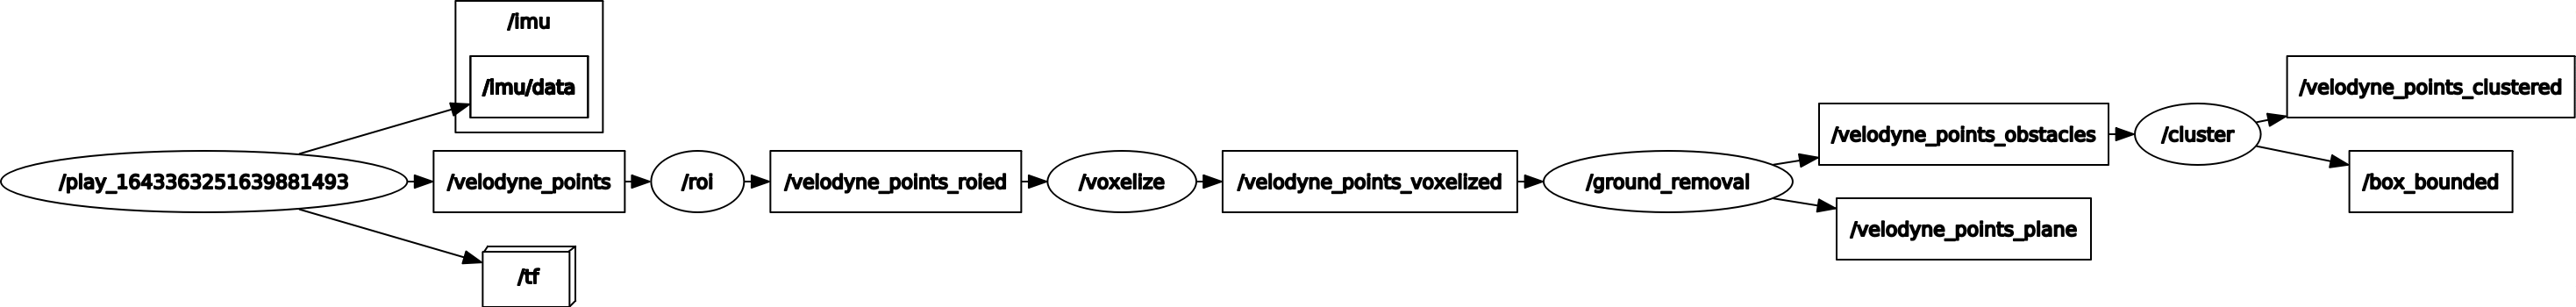 /imu
/imu/data
/play_1643363251639881493
/velodyne_points
/roi
/velodyne_points_roied
/voxelize
/velodyne_points_voxelized
/ground_removal
/velodyne_points_obstacles
/cluster
/velodyne_points_clustered
/box_bounded
/velodyne_points_plane
/tf